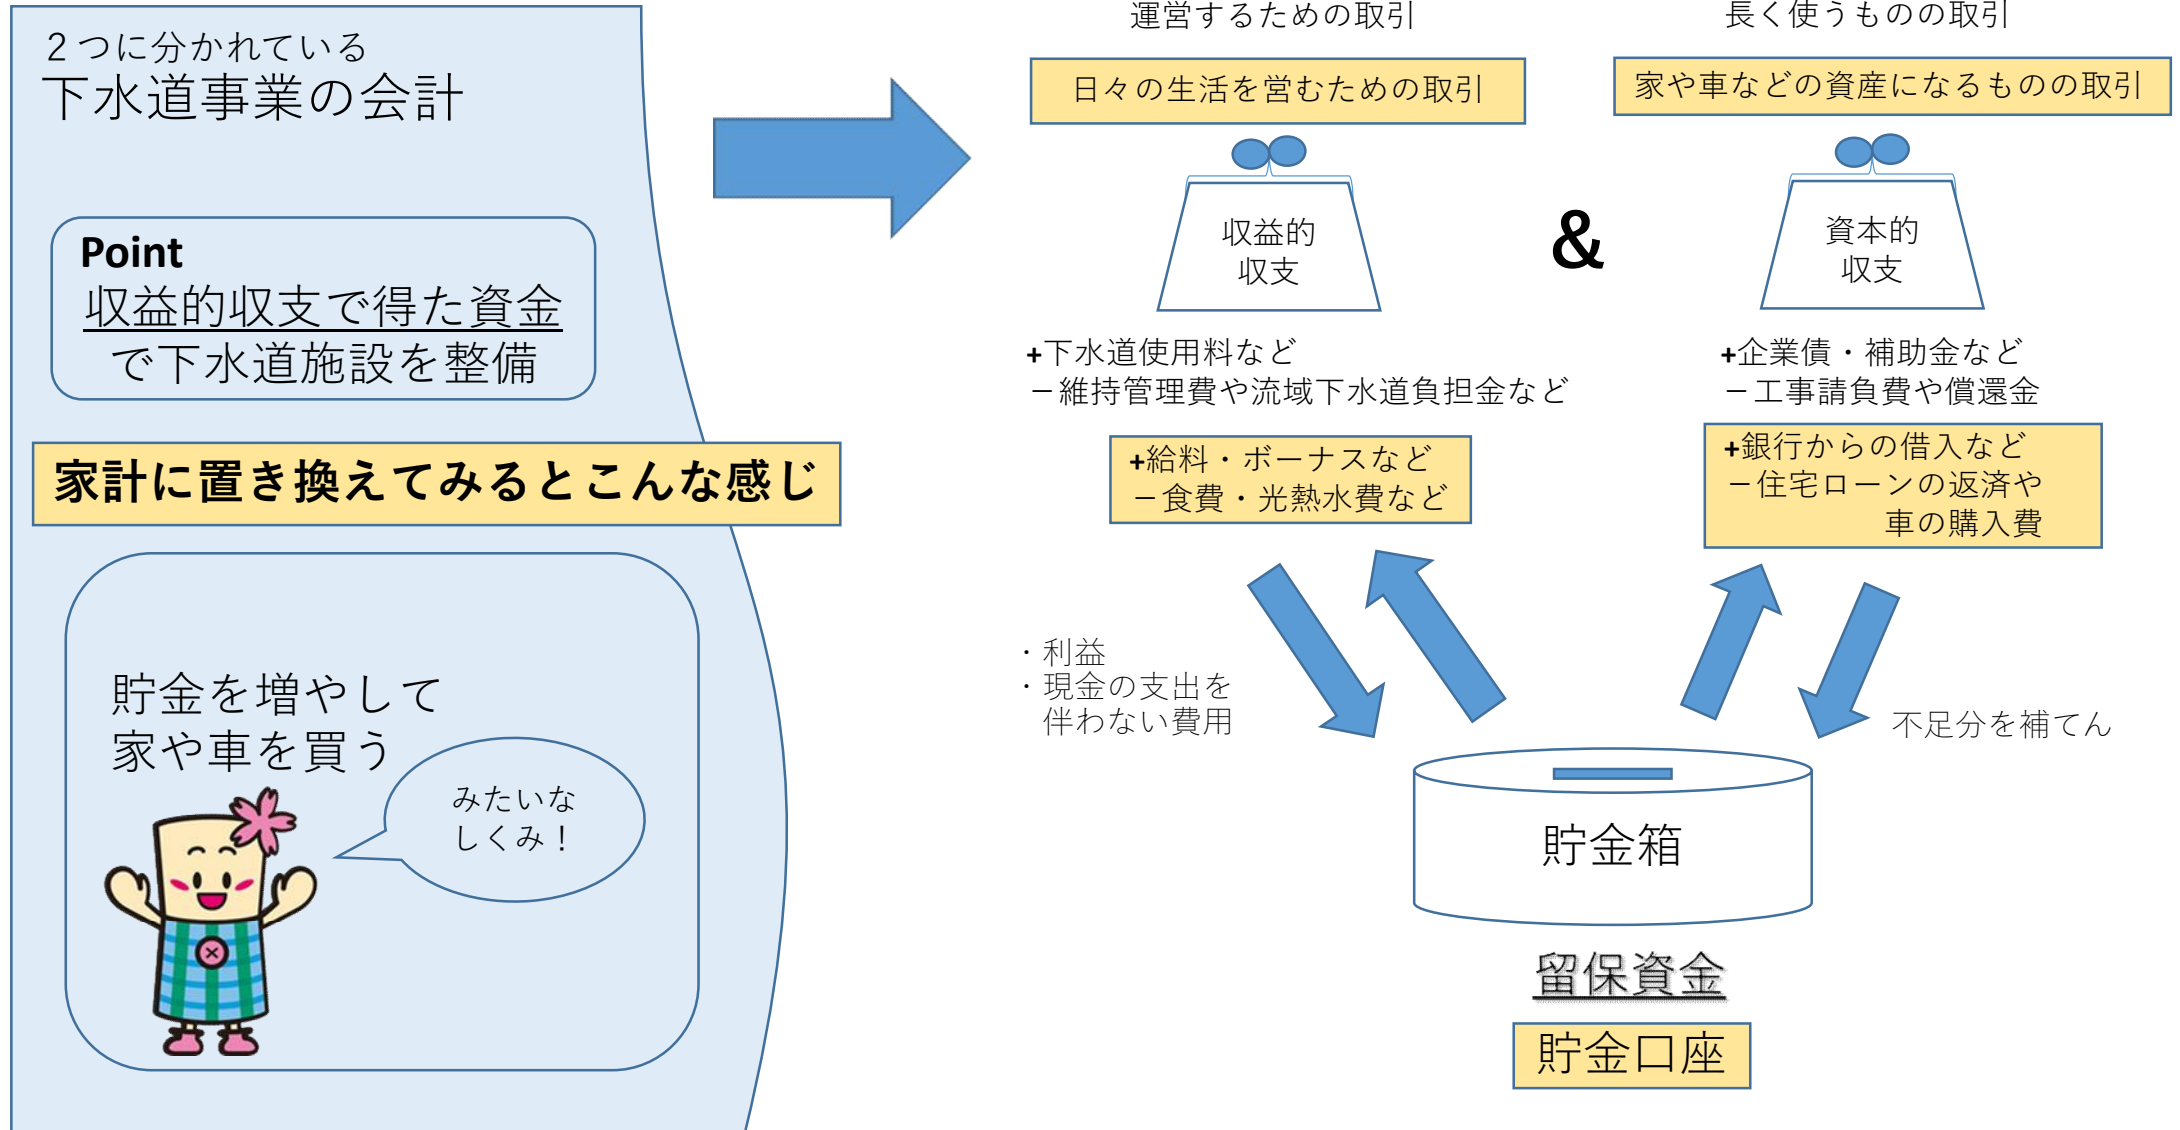 ２つに分かれている
下水道事業の会計
Point
収益的収支で得た資金
で下水道施設を整備
家計に置き換えてみるとこんな感じ
貯金を増やして
家や車を買う
みたいな
しくみ！
運営するための取引
日々の生活を営むための取引
収益的
収支
+下水道使用料など
－維持管理費や流域下水道負担金など
+給料・ボーナスなど
－食費・光熱水費など
&
長く使うものの取引
家や車などの資産になるものの取引
資本的
収支
+企業債・補助金など
－工事請負費や償還金
+銀行からの借入など
－住宅ローンの返済や
車の購入費
・利益
・現金の支出を
伴わない費用
不足分を補てん
貯金箱
留保資金
貯金口座